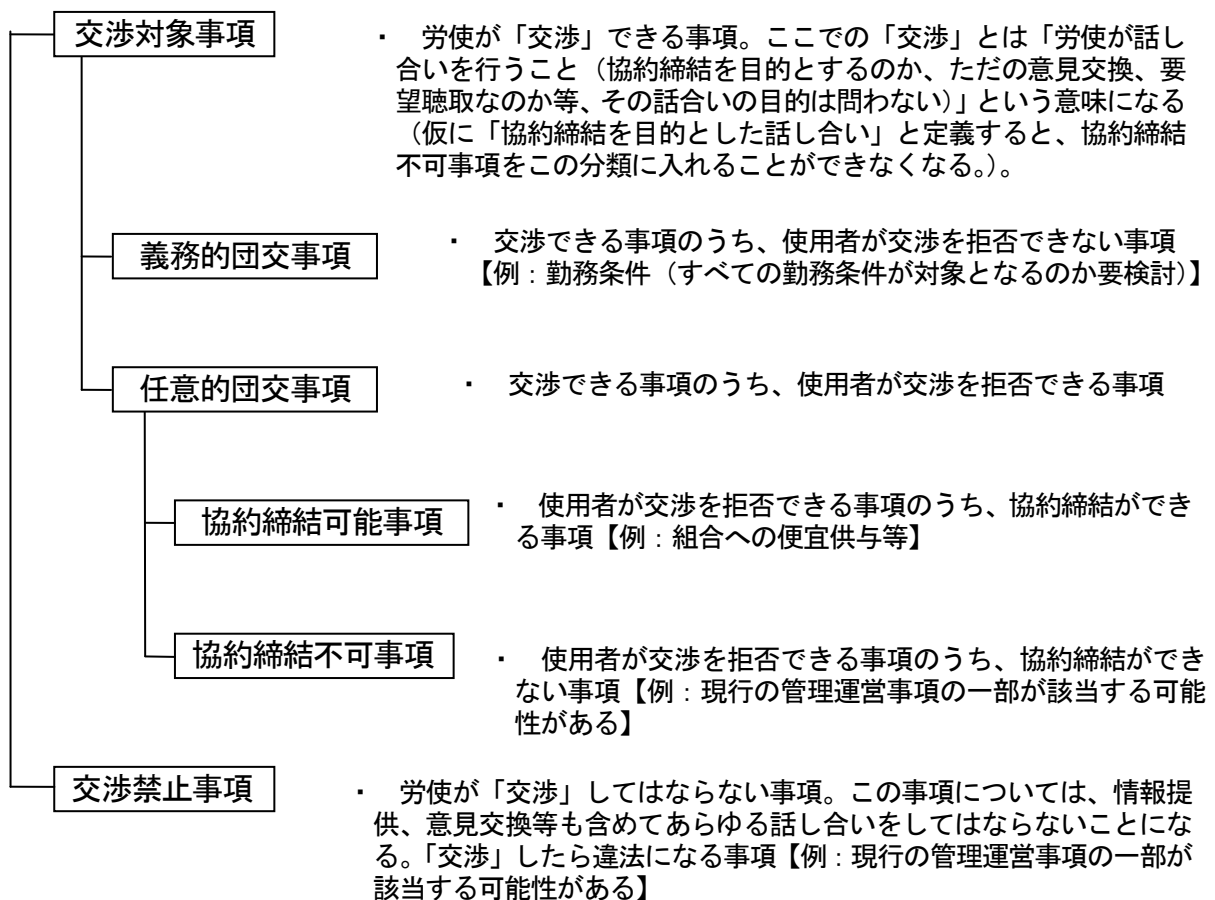 交渉対象事項
・　労使が「交渉」できる事項。ここでの「交渉」とは「労使が話し
合いを行うこと（協約締結を目的とするのか、ただの意見交換、要
望聴取なのか等、その話合いの目的は問わない）」という意味になる
（仮に「協約締結を目的とした話し合い」と定義すると、協約締結
不可事項をこの分類に入れることができなくなる。）。
義務的団交事項
・　交渉できる事項のうち、使用者が交渉を拒否できない事項
【例：勤務条件（すべての勤務条件が対象となるのか要検討）】
任意的団交事項
・　交渉できる事項のうち、使用者が交渉を拒否できる事項
協約締結可能事項
・　使用者が交渉を拒否できる事項のうち、協約締結ができ
る事項【例：組合への便宜供与等】
協約締結不可事項
・　使用者が交渉を拒否できる事項のうち、協約締結ができ
ない事項【例：現行の管理運営事項の一部が該当する可能
性がある】
交渉禁止事項
・　労使が「交渉」してはならない事項。この事項については、情報提
供、意見交換等も含めてあらゆる話し合いをしてはならないことにな
る。「交渉」したら違法になる事項【例：現行の管理運営事項の一部が
該当する可能性がある】